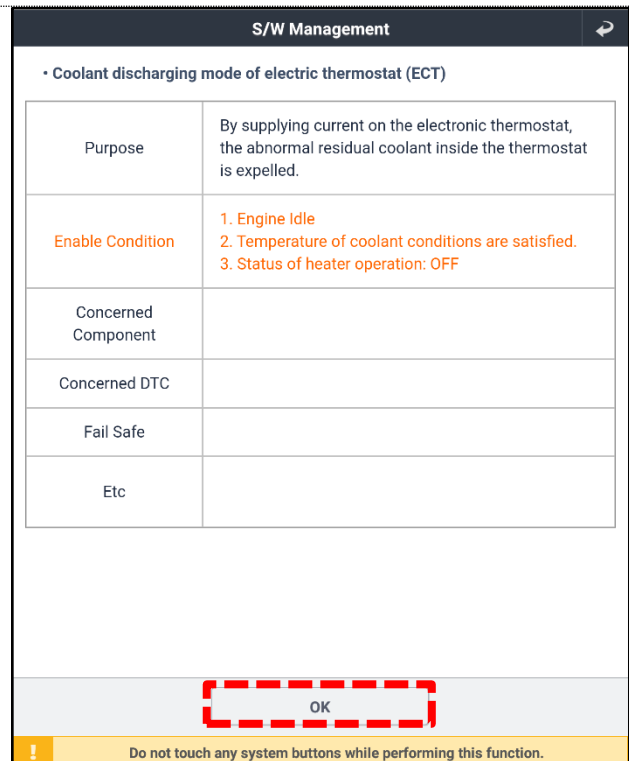 S/W Management
• Coolant discharging mode of electric thermostat (ECT)
Purpose
By supplying current on the electronic thermostat,
the abnormal residual coolant inside the thermostat
is expelled.
Enable Condition
1. Engine Idle
2. Temperature of coolant conditions are satisfied.
3. Status of heater operation: OFF
Concerned
Component
Concerned DTC
Fail Safe
Etc
OK
! Do not touch any system buttons while performing this function.